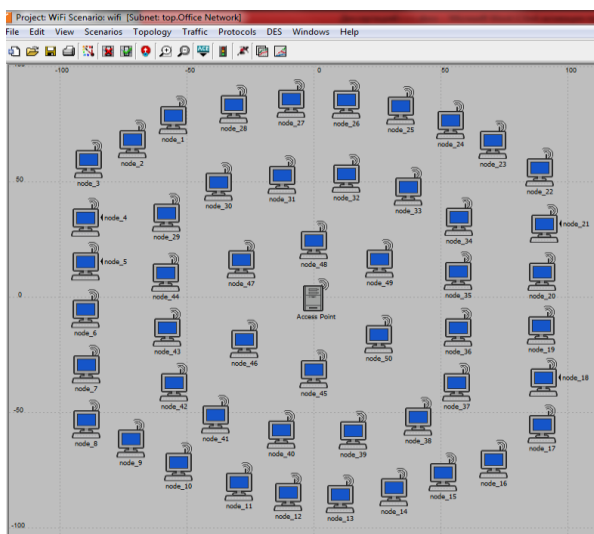 Project: WiFi Scenario: wifi [Subnet: top.Office Network]
File Edit View Scenarios Topology Traffic Protocols DES Windows Help
-100 -50 0 50 100
node_28 node_27 node_26 node_25
node_1 node_24
node_2 node_23
node_3 node_22
50
node_30 node_31 node_32 node_33
node_4 node_29 node_34 node_21
node_5 node_47 node_48 node_49
node_44 node_35 node_20
0
Access Point
node_6 node_43 node_46 node_50 node_36 node_19
node_7 node_42 node_45 node_37 node_18
-50
node_8 node_41 node_40 node_39 node_38 node_17
node_9
node_10 node_16
node_11 node_12 node_13 node_14 node_15
-100